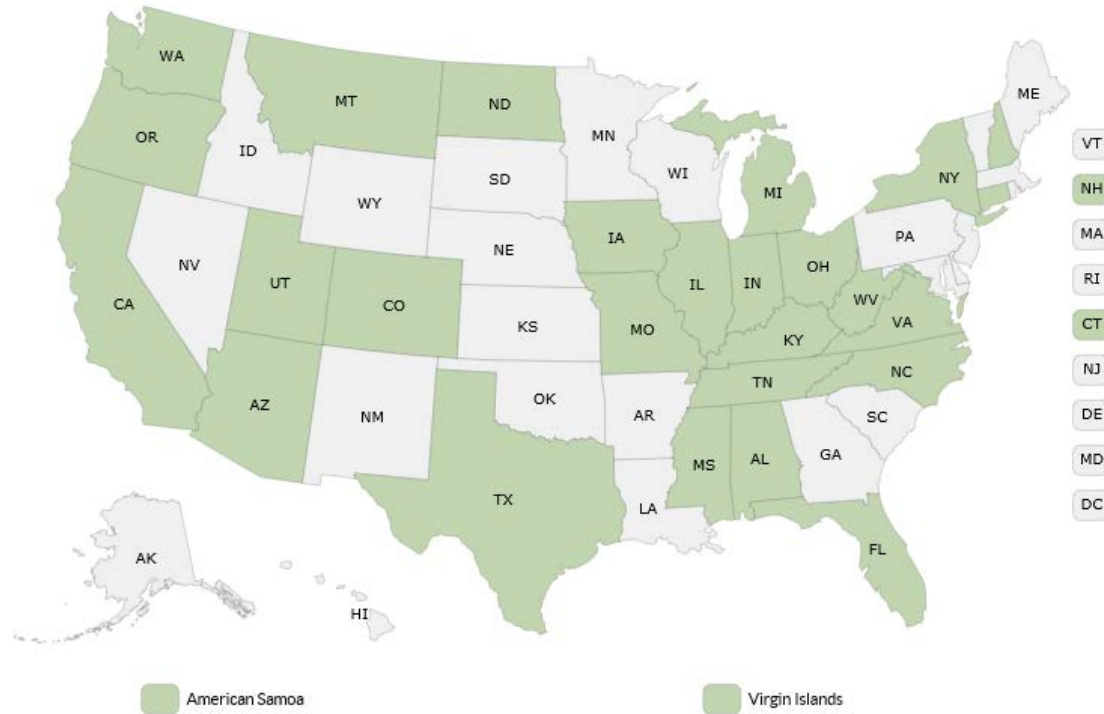 WA
MT
ND
MN
ME
OR
ID
SD
WI
MI
NY
VT
NH
WY
MA
NV
NE
IA
PA
RI
UT
CO
IL
IN
OH
WV
CT
CA
KS
MO
KY
VA
NJ
AZ
NM
OK
AR
TN
NC
SC
DE
MS
AL
GA
MD
TX
LA
DC
FL
AK
HI
American Samoa
Virgin Islands